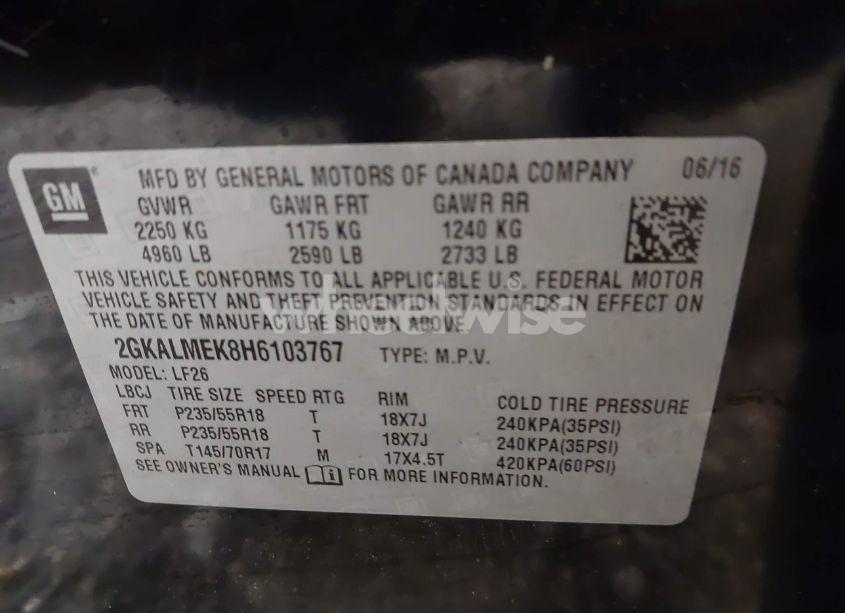 GM ® MFD BY GENERAL MOTORS OF CANADA COMPANY 06/16
GVWR GAWR FRT GAWR RR
2250 KG 1175 KG 1240 KG
4960 LB 2590 LB 2733 LB
THIS VEHICLE CONFORMS TO ALL APPLICABLE U.S. FEDERAL MOTOR
VEHICLE SAFETY AND THEFT PREVENTION STANDARDS IN EFFECT ON
THE DATE OF MANUFACTURE SHOWN ABOVE.
2GKALMEK8H6103767 TYPE: M.P.V.
MODEL: LF26
LBCJ TIRE SIZE SPEED RTG RIM COLD TIRE PRESSURE
FRT P235/55R18 T 18X7J 240KPA(35PSI)
RR P235/55R18 T 18X7J 240KPA(35PSI)
SPA T145/70R17 M 17X4.5T 420KPA(60PSI)
SEE OWNER'S MANUAL FOR MORE INFORMATION.